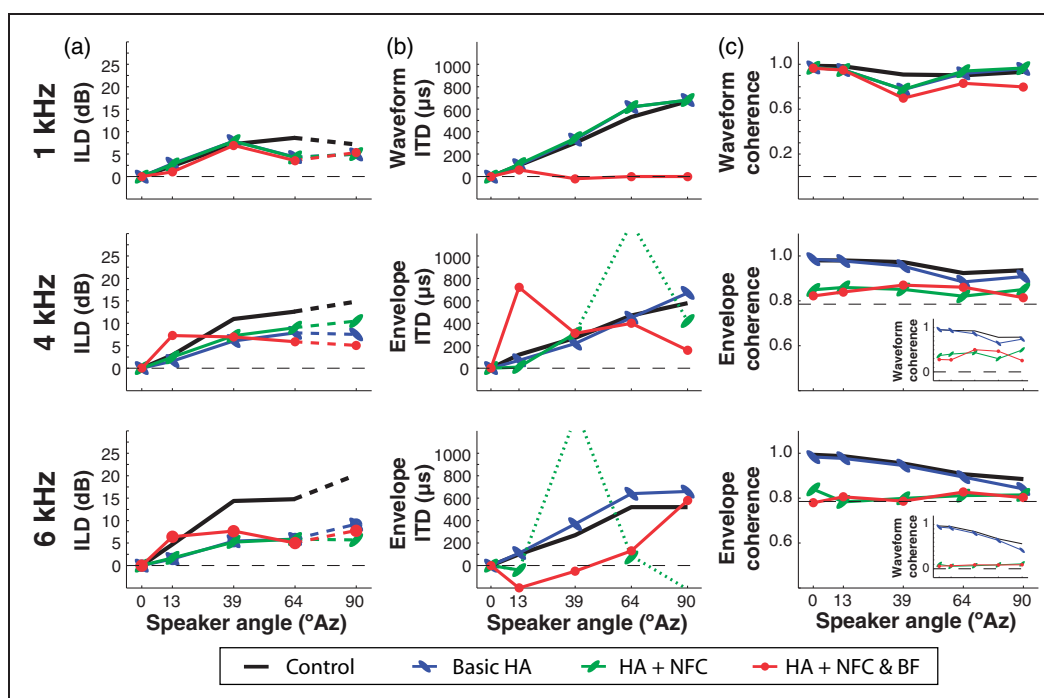 (a)
(b)
(c)
1 kHz
ILD (dB)
25
20
15
10
5
0
Waveform
ITD (µs)
1000
800
600
400
200
0
Waveform
coherence
1.0
0.6
0.2
4 kHz
ILD (dB)
25
20
15
10
5
0
Envelope
ITD (µs)
1000
800
600
400
200
0
Envelope
coherence
1.0
0.8
0.6
Waveform
coherence
1
0
6 kHz
ILD (dB)
25
20
15
10
5
0
Envelope
ITD (µs)
1000
800
600
400
200
0
Envelope
coherence
1.0
0.8
0.6
Waveform
coherence
1
0
0 13 39 64 90
Speaker angle (ºAz)
0 13 39 64 90
Speaker angle (ºAz)
0 13 39 64 90
Speaker angle (ºAz)
Control
Basic HA
HA + NFC
HA + NFC & BF